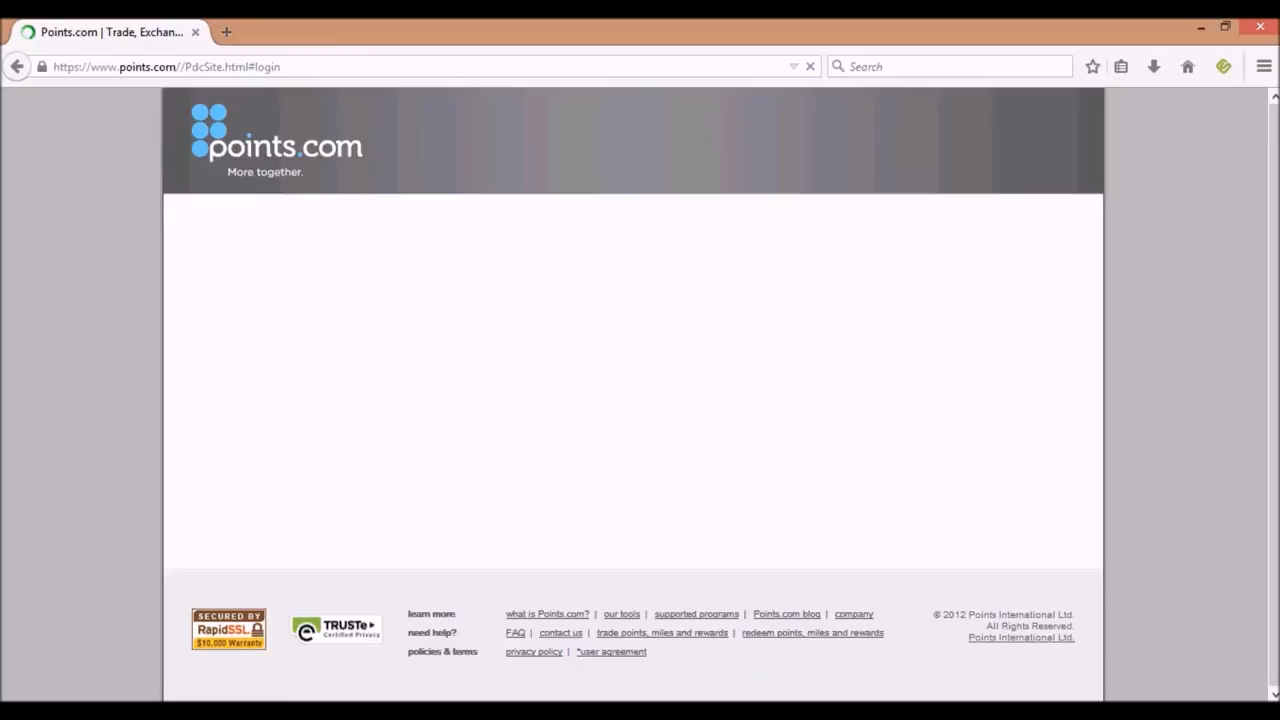 Points.com | Trade, Exchan...
https://www.points.com//PdcSite.html#login
Search
points.com
More together.
SECURED BY
RapidSSL
$10,000 Warranty
TRUSTe
Certified Privacy
learn more what is Points.com? | our tools | supported programs | Points.com blog | company
need help? FAQ | contact us | trade points, miles and rewards | redeem points, miles and rewards
policies & terms privacy policy | *user agreement
© 2012 Points International Ltd.
All Rights Reserved.
Points International Ltd.